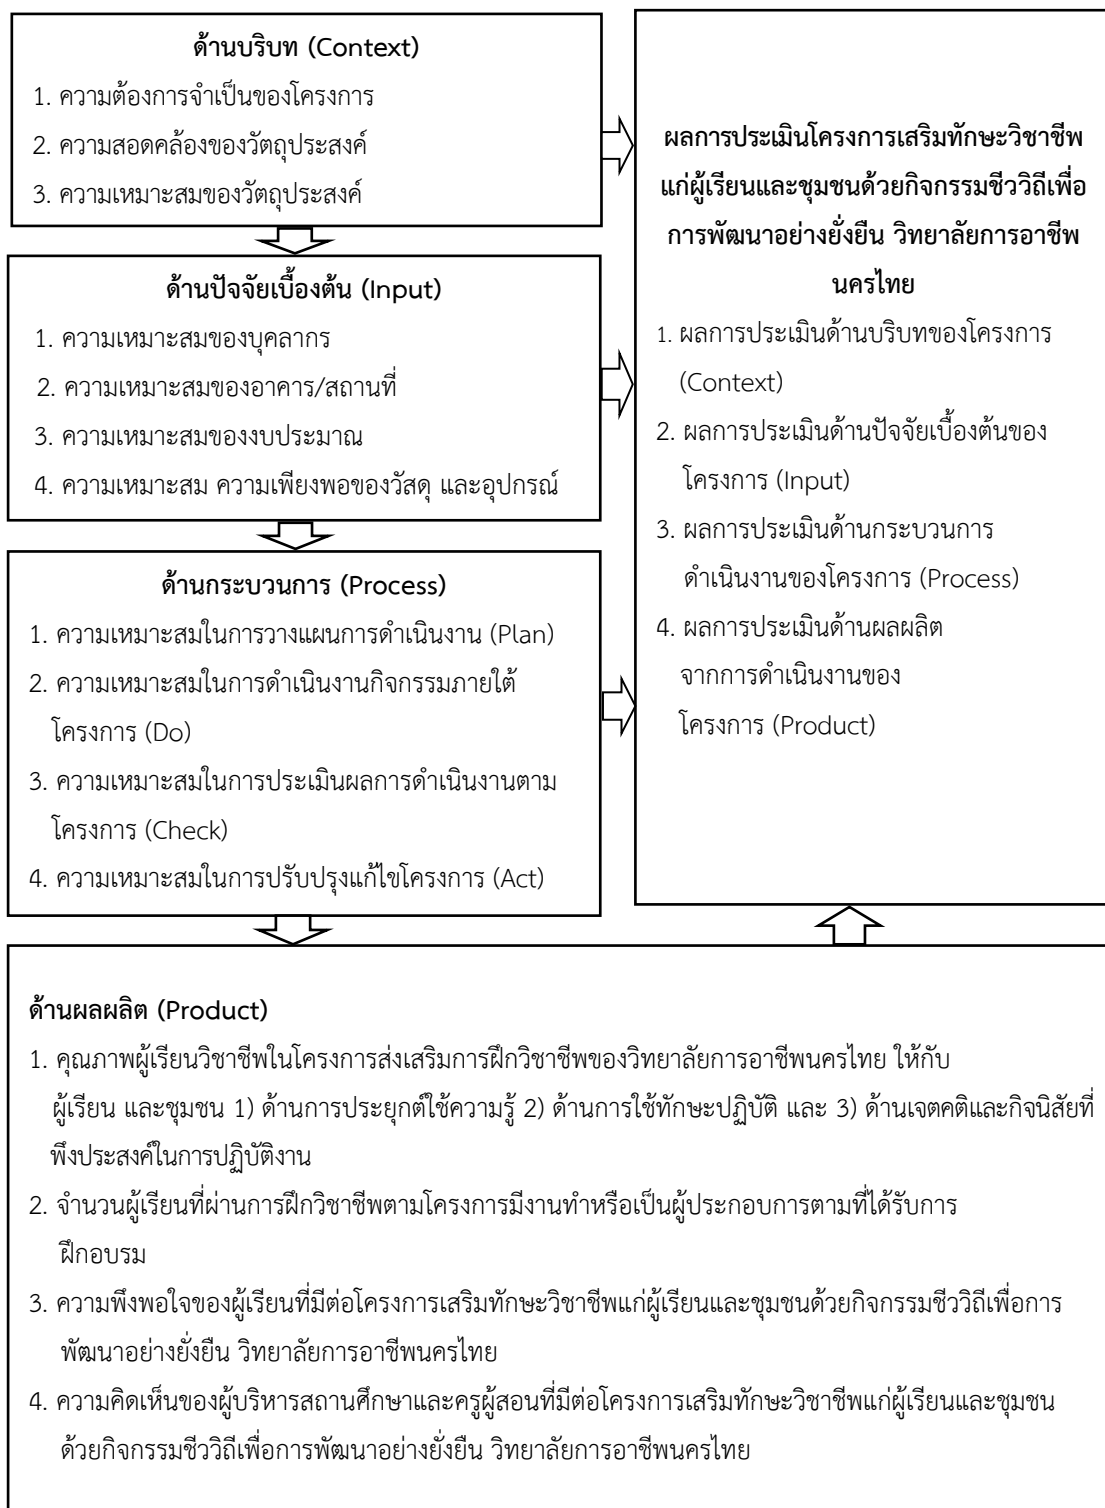 ด้านบริบท (Context)
1. ความต้องการจำเป็นของโครงการ
2. ความสอดคล้องของวัตถุประสงค์
3. ความเหมาะสมของวัตถุประสงค์
ด้านปัจจัยเบื้องต้น (Input)
1. ความเหมาะสมของบุคลากร
2. ความเหมาะสมของอาคาร/สถานที่
3. ความเหมาะสมของงบประมาณ
4. ความเหมาะสม ความเพียงพอของวัสดุ และอุปกรณ์
ด้านกระบวนการ (Process)
1. ความเหมาะสมในการวางแผนการดำเนินงาน (Plan)
2. ความเหมาะสมในการดำเนินงานกิจกรรมภายใต้
โครงการ (Do)
3. ความเหมาะสมในการประเมินผลการดำเนินงานตาม
โครงการ (Check)
4. ความเหมาะสมในการปรับปรุงแก้ไขโครงการ (Act)
ผลการประเมินโครงการเสริมทักษะวิชาชีพ
แก่ผู้เรียนและชุมชนด้วยกิจกรรมชีววิถีเพื่อ
การพัฒนาอย่างยั่งยืน วิทยาลัยการอาชีพ
นครไทย
1. ผลการประเมินด้านบริบทของโครงการ
(Context)
2. ผลการประเมินด้านปัจจัยเบื้องต้นของ
โครงการ (Input)
3. ผลการประเมินด้านกระบวนการ
ดำเนินงานของโครงการ (Process)
4. ผลการประเมินด้านผลผลิต
จากการดำเนินงานของ
โครงการ (Product)
ด้านผลผลิต (Product)
1. คุณภาพผู้เรียนวิชาชีพในโครงการส่งเสริมการฝึกวิชาชีพของวิทยาลัยการอาชีพนครไทย ให้กับ
ผู้เรียน และชุมชน 1) ด้านการประยุกต์ใช้ความรู้ 2) ด้านการใช้ทักษะปฏิบัติ และ 3) ด้านเจตคติและกิจนิสัยที่
พึงประสงค์ในการปฏิบัติงาน
2. จำนวนผู้เรียนที่ผ่านการฝึกวิชาชีพตามโครงการมีงานทำหรือเป็นผู้ประกอบการตามที่ได้รับการ
ฝึกอบรม
3. ความพึงพอใจของผู้เรียนที่มีต่อโครงการเสริมทักษะวิชาชีพแก่ผู้เรียนและชุมชนด้วยกิจกรรมชีววิถีเพื่อการ
พัฒนาอย่างยั่งยืน วิทยาลัยการอาชีพนครไทย
4. ความคิดเห็นของผู้บริหารสถานศึกษาและครูผู้สอนที่มีต่อโครงการเสริมทักษะวิชาชีพแก่ผู้เรียนและชุมชน
ด้วยกิจกรรมชีววิถีเพื่อการพัฒนาอย่างยั่งยืน วิทยาลัยการอาชีพนครไทย